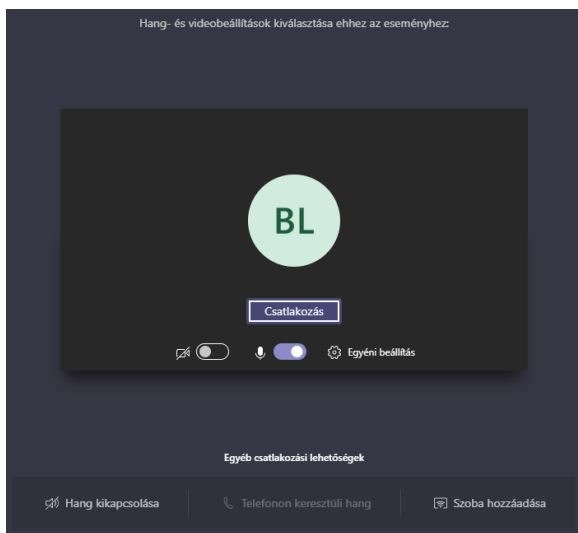 Hang- és videobeállítások kiválasztása ehhez az eseményhez:
BL
Csatlakozás
Egyéni beállítás
Egyéb csatlakozási lehetőségek
Hang kikapcsolása
Telefonon keresztüli hang
Szoba hozzáadása